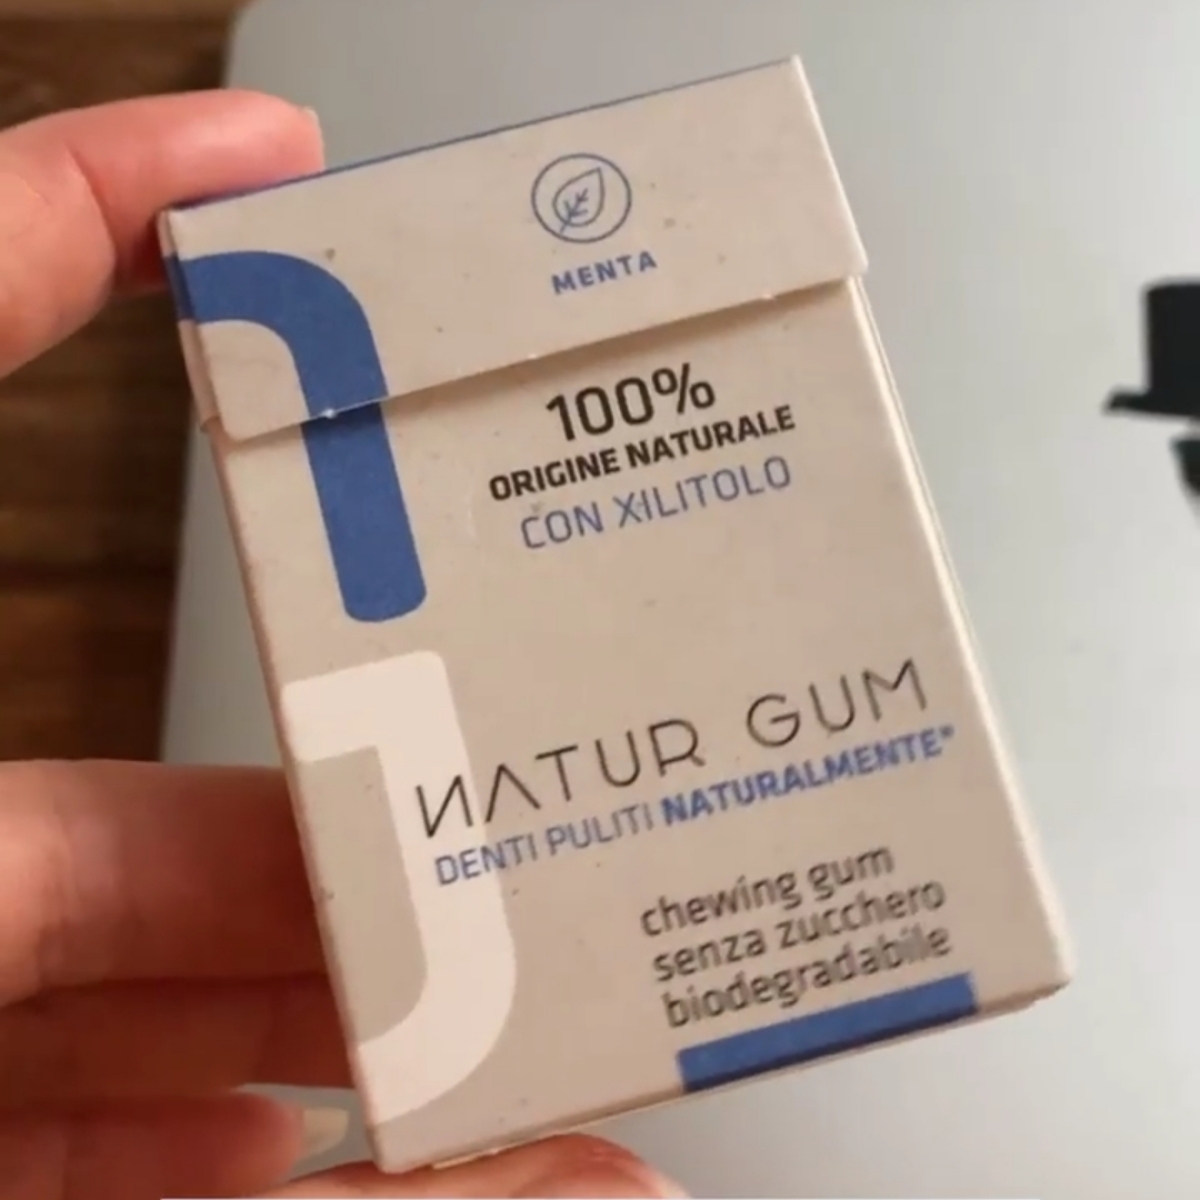 MENTA
100%
ORIGINE NATURALE
CON XILITOLO
NATUR GUM
DENTI PULITI NATURALMENTE*
chewing gum
senza zucchero
biodegradabile